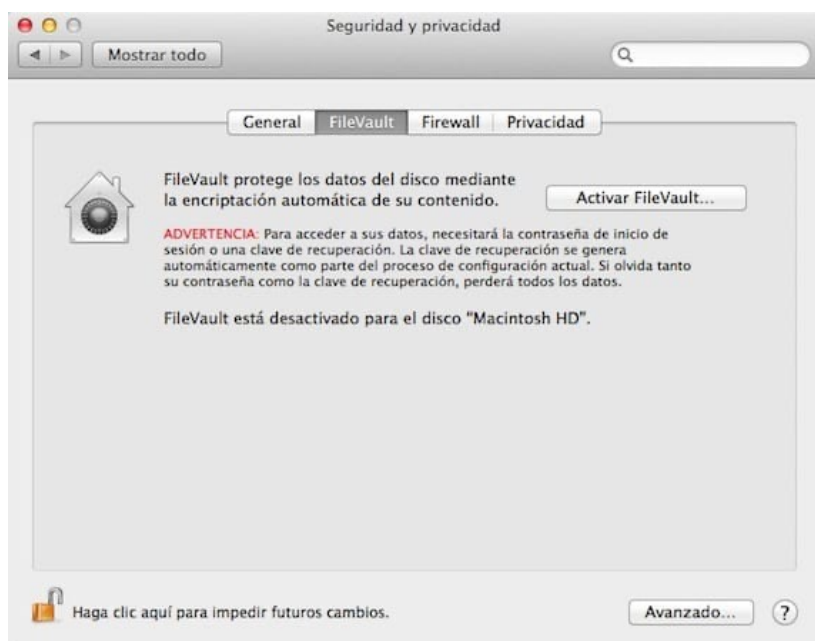 Seguridad y privacidad
Mostrar todo
General FileVault Firewall Privacidad
FileVault protege los datos del disco mediante
la encriptación automática de su contenido.
Activar FileVault...
ADVERTENCIA: Para acceder a sus datos, necesitará la contraseña de inicio de
sesión o una clave de recuperación. La clave de recuperación se genera
automáticamente como parte del proceso de configuración actual. Si olvida tanto
su contraseña como la clave de recuperación, perderá todos los datos.
FileVault está desactivado para el disco "Macintosh HD".
Haga clic aquí para impedir futuros cambios.
Avanzado...
?